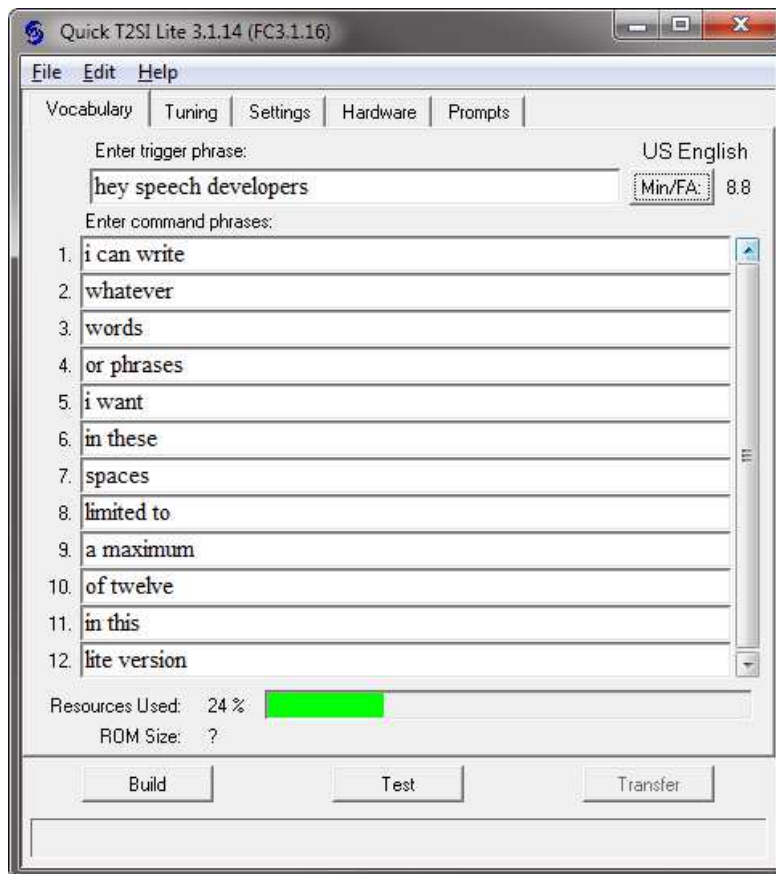 Quick T2SI Lite 3.1.14 (FC3.1.16)
File Edit Help
Vocabulary Tuning Settings Hardware Prompts
Enter trigger phrase: US English
hey speech developers Min/FA: 8.8
Enter command phrases:
1. i can write
2. whatever
3. words
4. or phrases
5. i want
6. in these
7. spaces
8. limited to
9. a maximum
10. of twelve
11. in this
12. lite version
Resources Used: 24 %
ROM Size: ?
Build Test Transfer